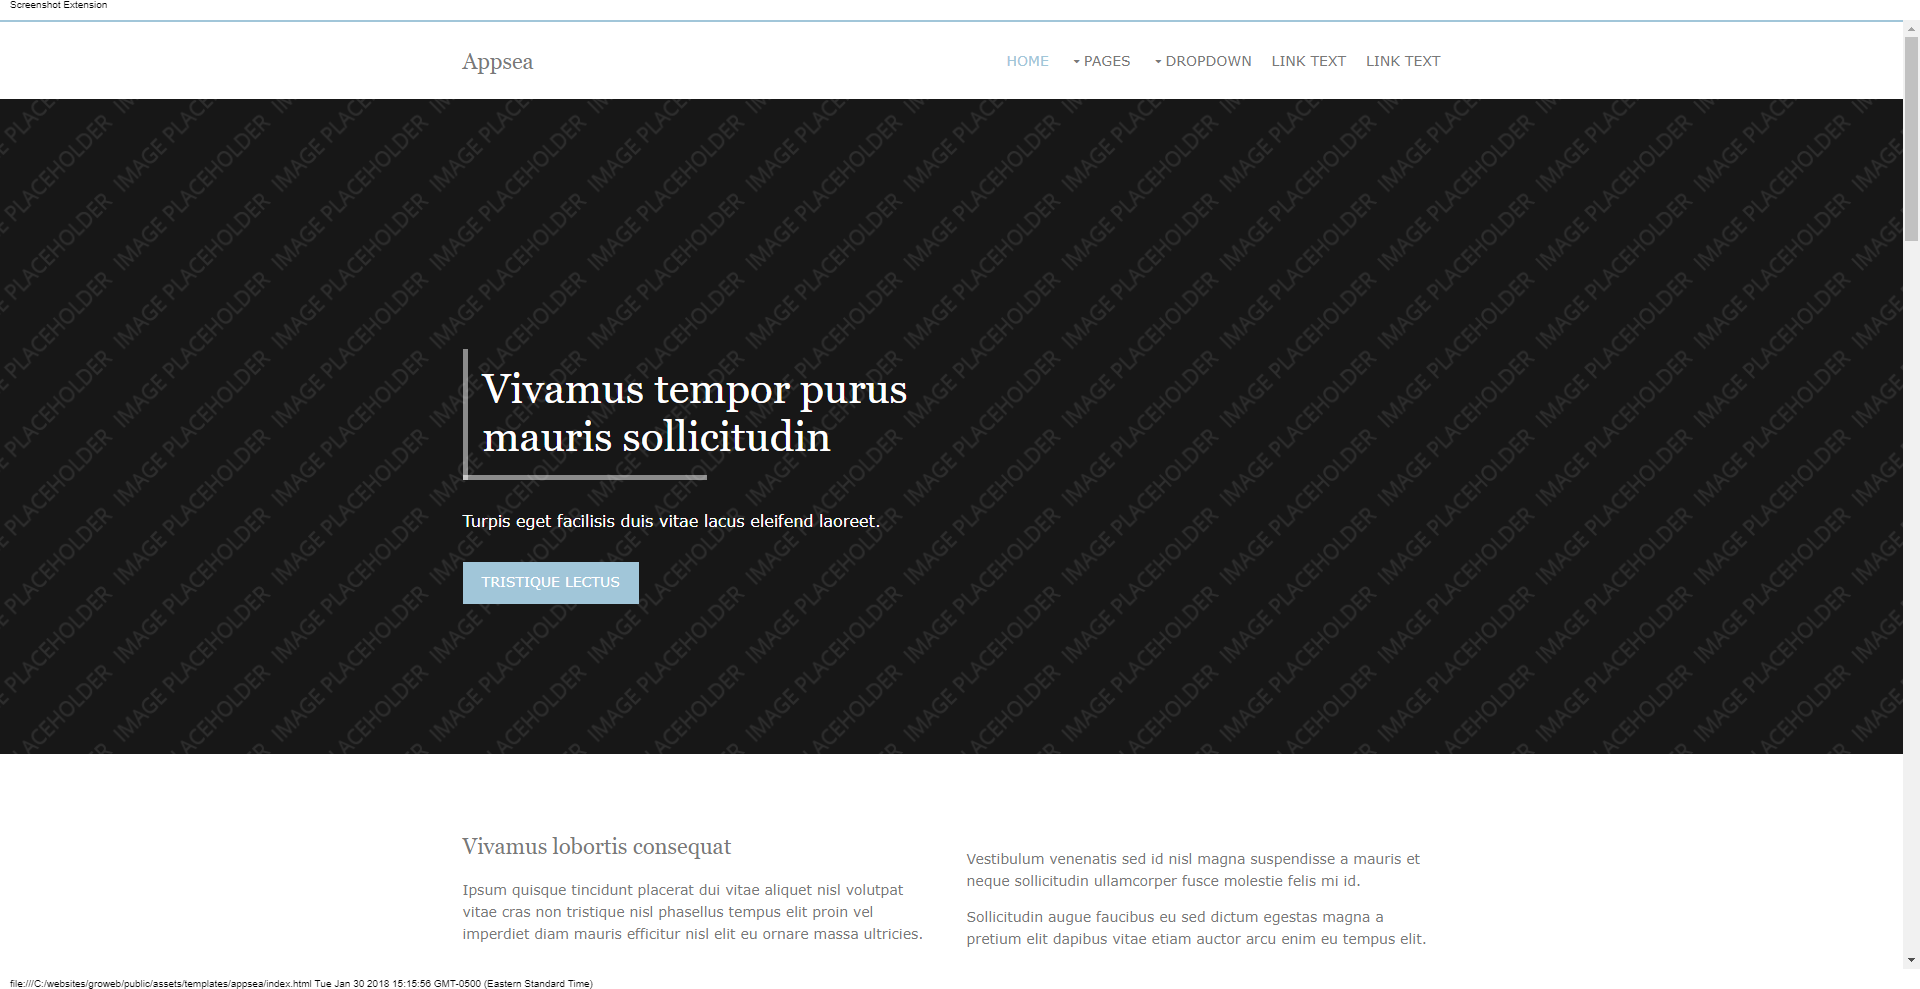 Screenshot Extension
Appsea
HOME PAGES DROPDOWN LINK TEXT LINK TEXT
IMAGE PLACEHOLDER
Vivamus tempor purus
mauris sollicitudin
Turpis eget facilisis duis vitae lacus eleifend laoreet.
TRISTIQUE LECTUS
Vivamus lobortis consequat
Ipsum quisque tincidunt placerat dui vitae aliquet nisl volutpat
vitae cras non tristique nisl phasellus tempus elit proin vel
imperdiet diam mauris efficitur nisl elit eu ornare massa ultricies.
Vestibulum venenatis sed id nisl magna suspendisse a mauris et
neque sollicitudin ullamcorper fusce molestie felis mi id.
Sollicitudin augue faucibus eu sed dictum egestas magna a
pretium elit dapibus vitae etiam auctor arcu enim eu tempus elit.
file:///C:/websites/groweb/public/assets/templates/appsea/index.html Tue Jan 30 2018 15:15:56 GMT-0500 (Eastern Standard Time)